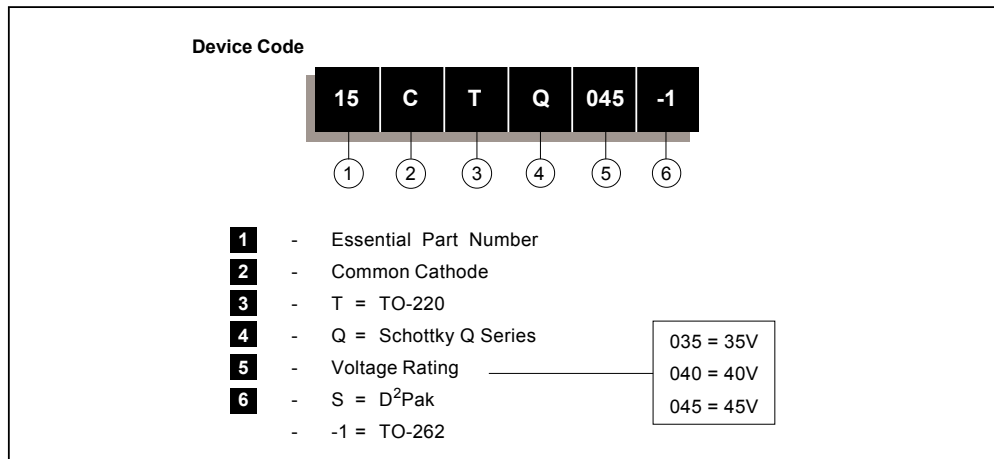 Device Code
15 C T Q 045 -1
1 2 3 4 5 6
1 - Essential Part Number
2 - Common Cathode
3 - T = TO-220
4 - Q = Schottky Q Series
5 - Voltage Rating
6 - S = D²Pak
- -1 = TO-262
035 = 35V
040 = 40V
045 = 45V